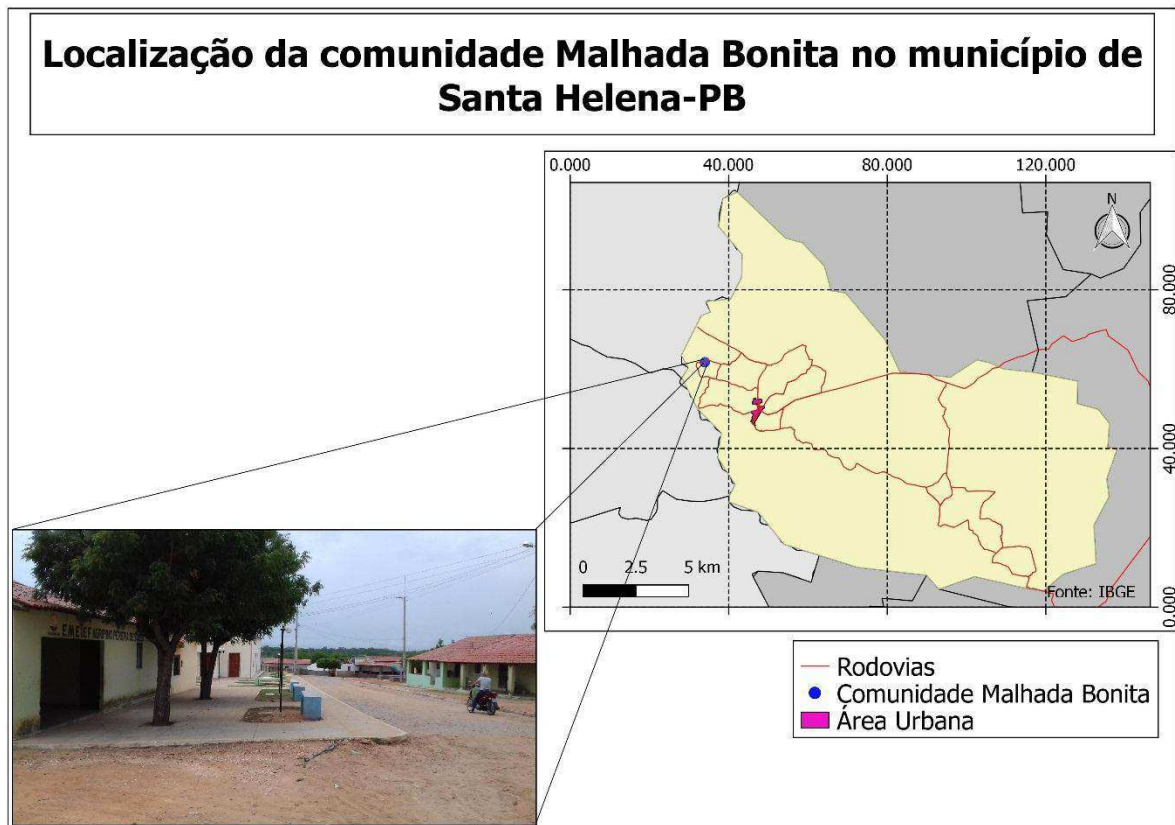 Localização da comunidade Malhada Bonita no município de
Santa Helena-PB
0.000 40.000 80.000 120.000
N
80.000
40.000
0.000
0 2.5 5 km
Fonte: IBGE
Rodovias
Comunidade Malhada Bonita
Área Urbana
EMEIEF